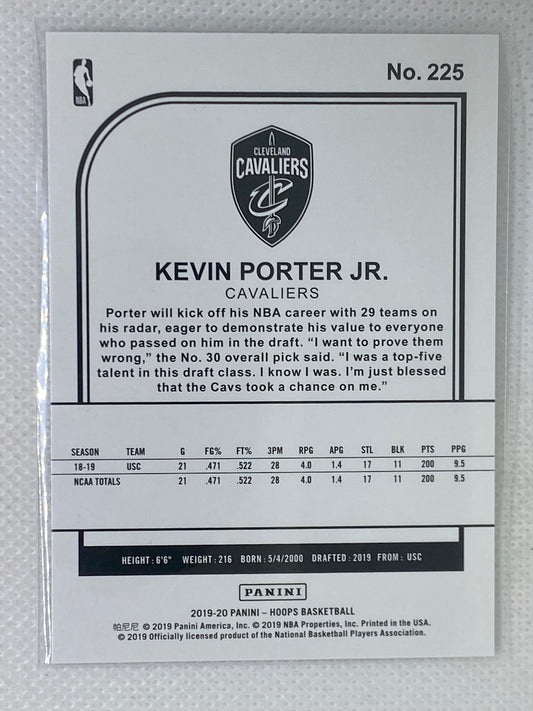 No. 225
NBA
CLEVELAND
CAVALIERS
C
KEVIN PORTER JR.
CAVALIERS
Porter will kick off his NBA career with 29 teams on
his radar, eager to demonstrate his value to everyone
who passed on him in the draft. “I want to prove them
wrong,” the No. 30 overall pick said. “I was a top-five
talent in this draft class. I know I was. I’m just blessed
that the Cavs took a chance on me.”
SEASON TEAM G FG% FT% 3PM RPG APG STL BLK PTS PPG
18-19 USC 21 .471 .522 28 4.0 1.4 17 11 200 9.5
NCAA TOTALS 21 .471 .522 28 4.0 1.4 17 11 200 9.5
HEIGHT: 6'6" WEIGHT: 216 BORN: 5/4/2000 DRAFTED: 2019 FROM: USC
PANINI
2019-20 PANINI – HOOPS BASKETBALL
帕尼尼 © 2019 Panini America, Inc. © 2019 NBA Properties, Inc. Printed in the USA.
© 2019 Officially licensed product of the National Basketball Players Association.